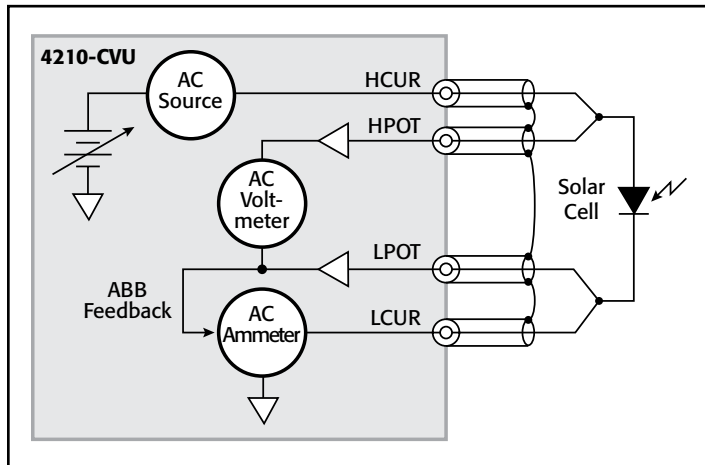 4210-CVU
AC
Source
HCUR
HPOT
AC
Volt-
meter
Solar
Cell
LPOT
ABB
Feedback
AC
Ammeter
LCUR